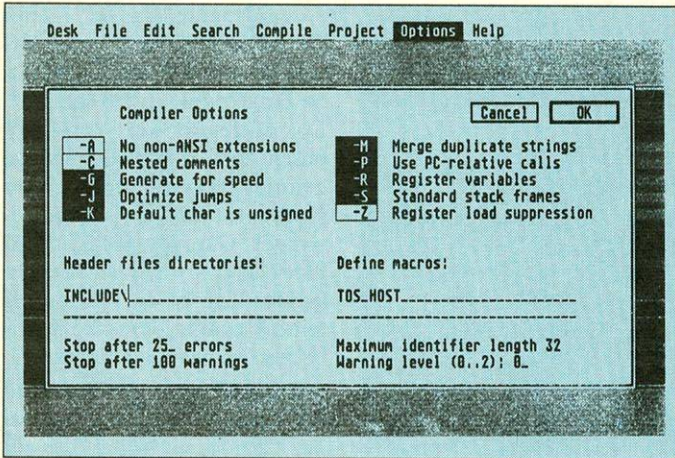 Desk File Edit Search Compile Project Options Help
Compiler Options
Cancel
OK
-A No non-ANSI extensions
-C Nested comments
-G Generate for speed
-J Optimize jumps
-K Default char is unsigned
-M Merge duplicate strings
-P Use PC-relative calls
-R Register variables
-S Standard stack frames
-Z Register load suppression
Header files directories:
INCLUDE\
Define macros:
TOS_HOST
Stop after 25_ errors
Stop after 100 warnings
Maximum identifier length 32
Warning level (0..2): 0_